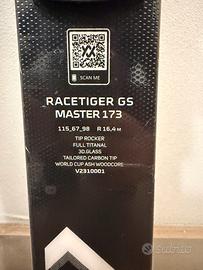 SCAN ME
RACETIGER GS
MASTER 173
115_67_98 R 16,4 M
TIP ROCKER
FULL TITANAL
3D.GLASS
TAILORED CARBON TIP
WORLD CUP ASH WOODCORE
V2310001
subito